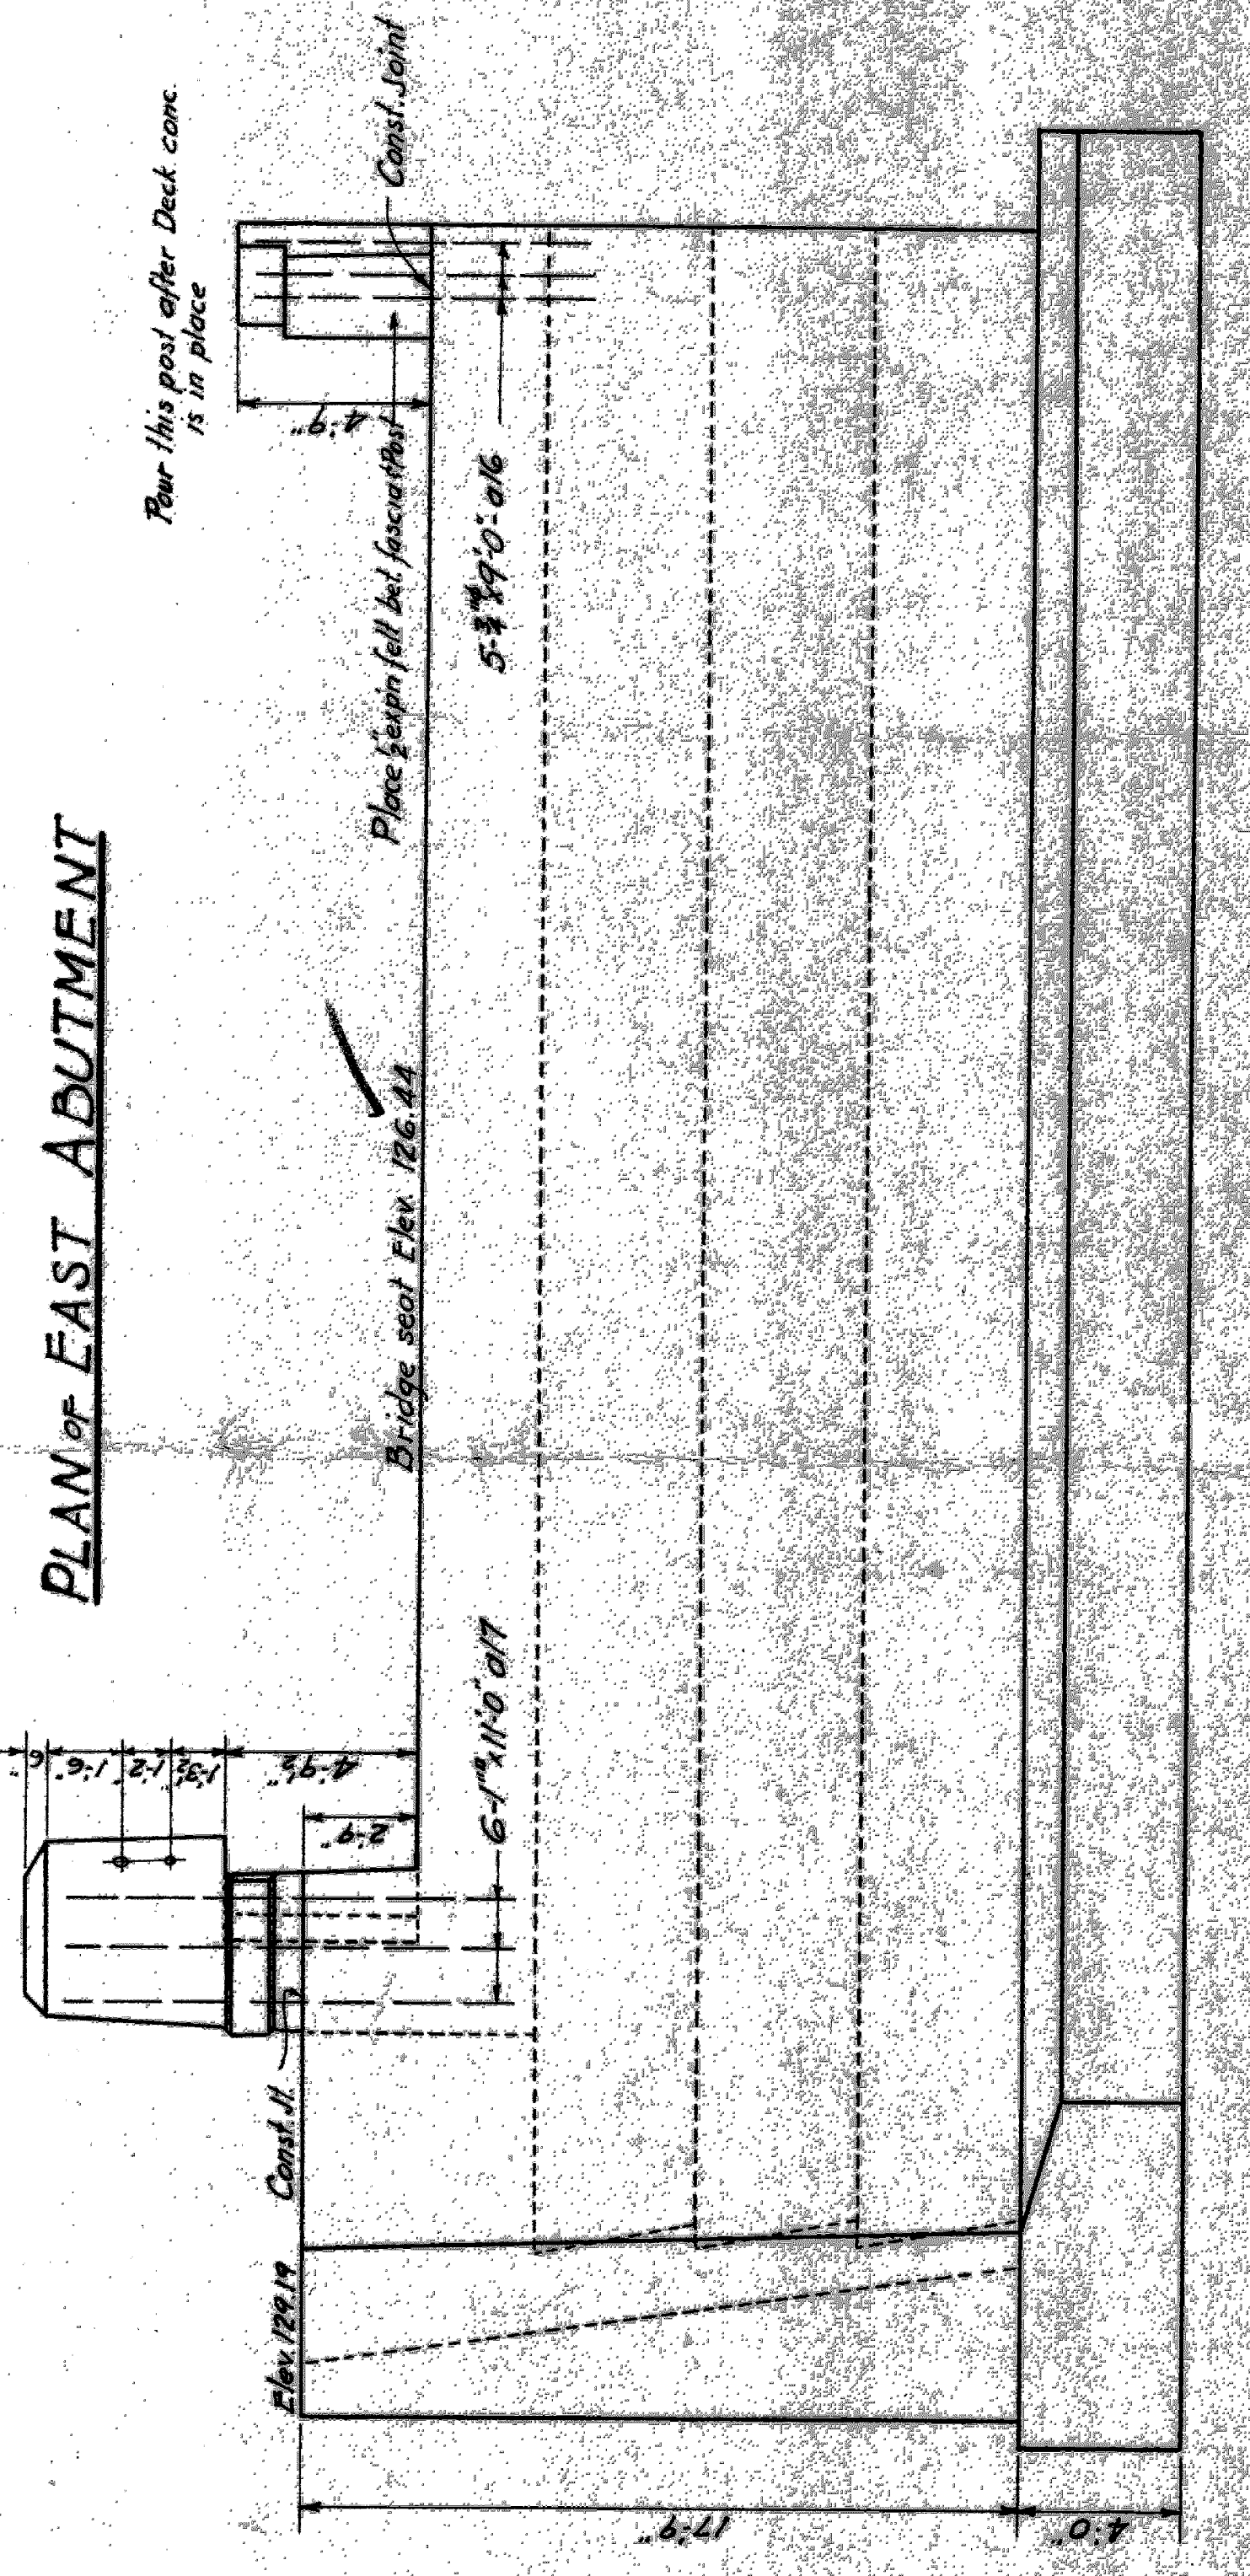 PLAN OF EAST ABUTMENT
Pour this post after Deck conc.
is in place
Const. Joint
4'-9"
Place ½" exp'n felt bet. fascia & Post
5-¾"ᶲx9'-0"-a16
Bridge seat Elev. 126.44
6"
1'-6"
1'-2"
1'-3½"
4'-9½"
2'-9"
6-1"ᶲx11'-0" a17
Const. Jt.
Elev. 129.19
17'-9"
4'-0"